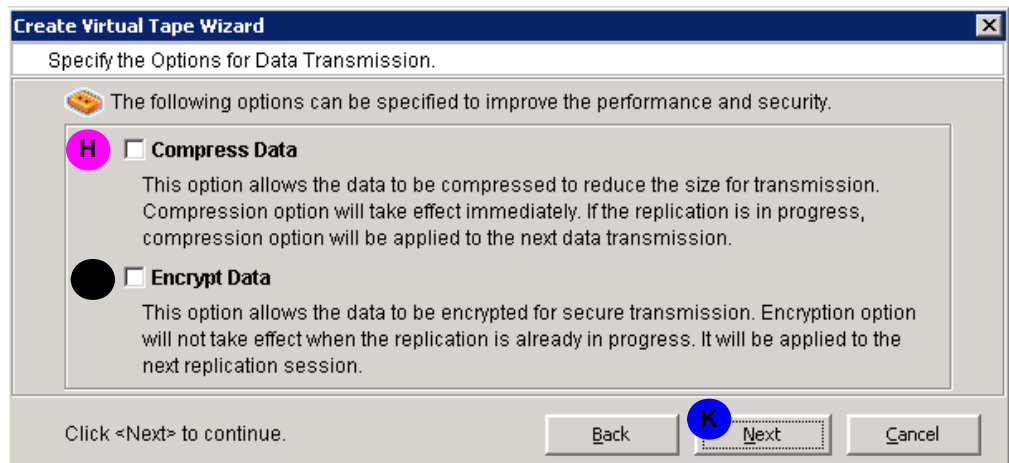 Create Virtual Tape Wizard
Specify the Options for Data Transmission.
The following options can be specified to improve the performance and security.
H Compress Data
This option allows the data to be compressed to reduce the size for transmission.
Compression option will take effect immediately. If the replication is in progress,
compression option will be applied to the next data transmission.
Encrypt Data
This option allows the data to be encrypted for secure transmission. Encryption option
will not take effect when the replication is already in progress. It will be applied to the
next replication session.
Click <Next> to continue.
Back
K
Next
Cancel